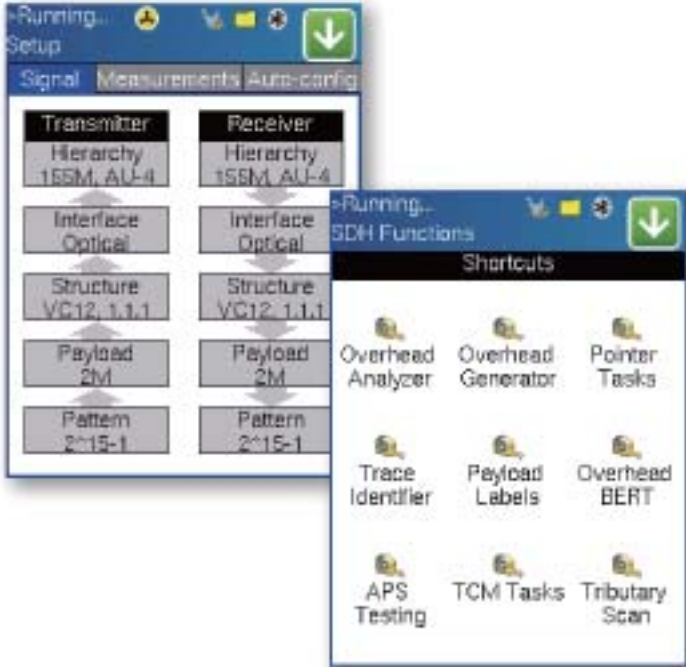 »Running...
Setup
Signal Measurements Auto-config
Transmitter Receiver
Hierarchy Hierarchy
155M, AU-4 155M, AU-4
Interface Interface
Optical Optical
Structure Structure
VC12, 1.1.1 VC12, 1.1.1
Payload Payload
2M 2M
Pattern Pattern
2^15-1 2^15-1
»Running...
SDH Functions
Shortcuts
Overhead Overhead Pointer
Analyzer Generator Tasks
Trace Payload Overhead
Identifier Labels BERT
APS TCM Tasks Tributary
Testing Scan